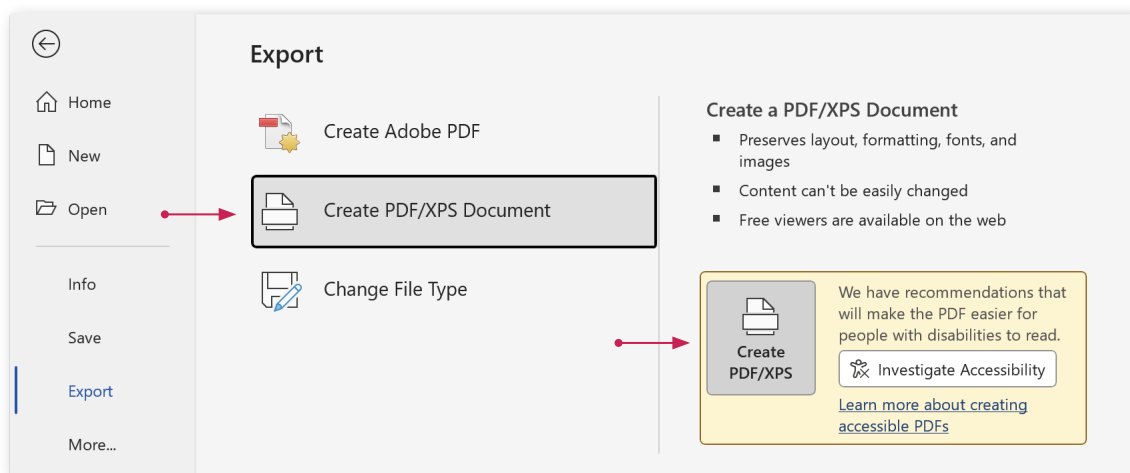 Export
Home
New
Open
Info
Save
Export
More...
Create Adobe PDF
Create PDF/XPS Document
Change File Type
Create a PDF/XPS Document
Preserves layout, formatting, fonts, and
images
Content can't be easily changed
Free viewers are available on the web
Create
PDF/XPS
We have recommendations that
will make the PDF easier for
people with disabilities to read.
Investigate Accessibility
Learn more about creating
accessible PDFs